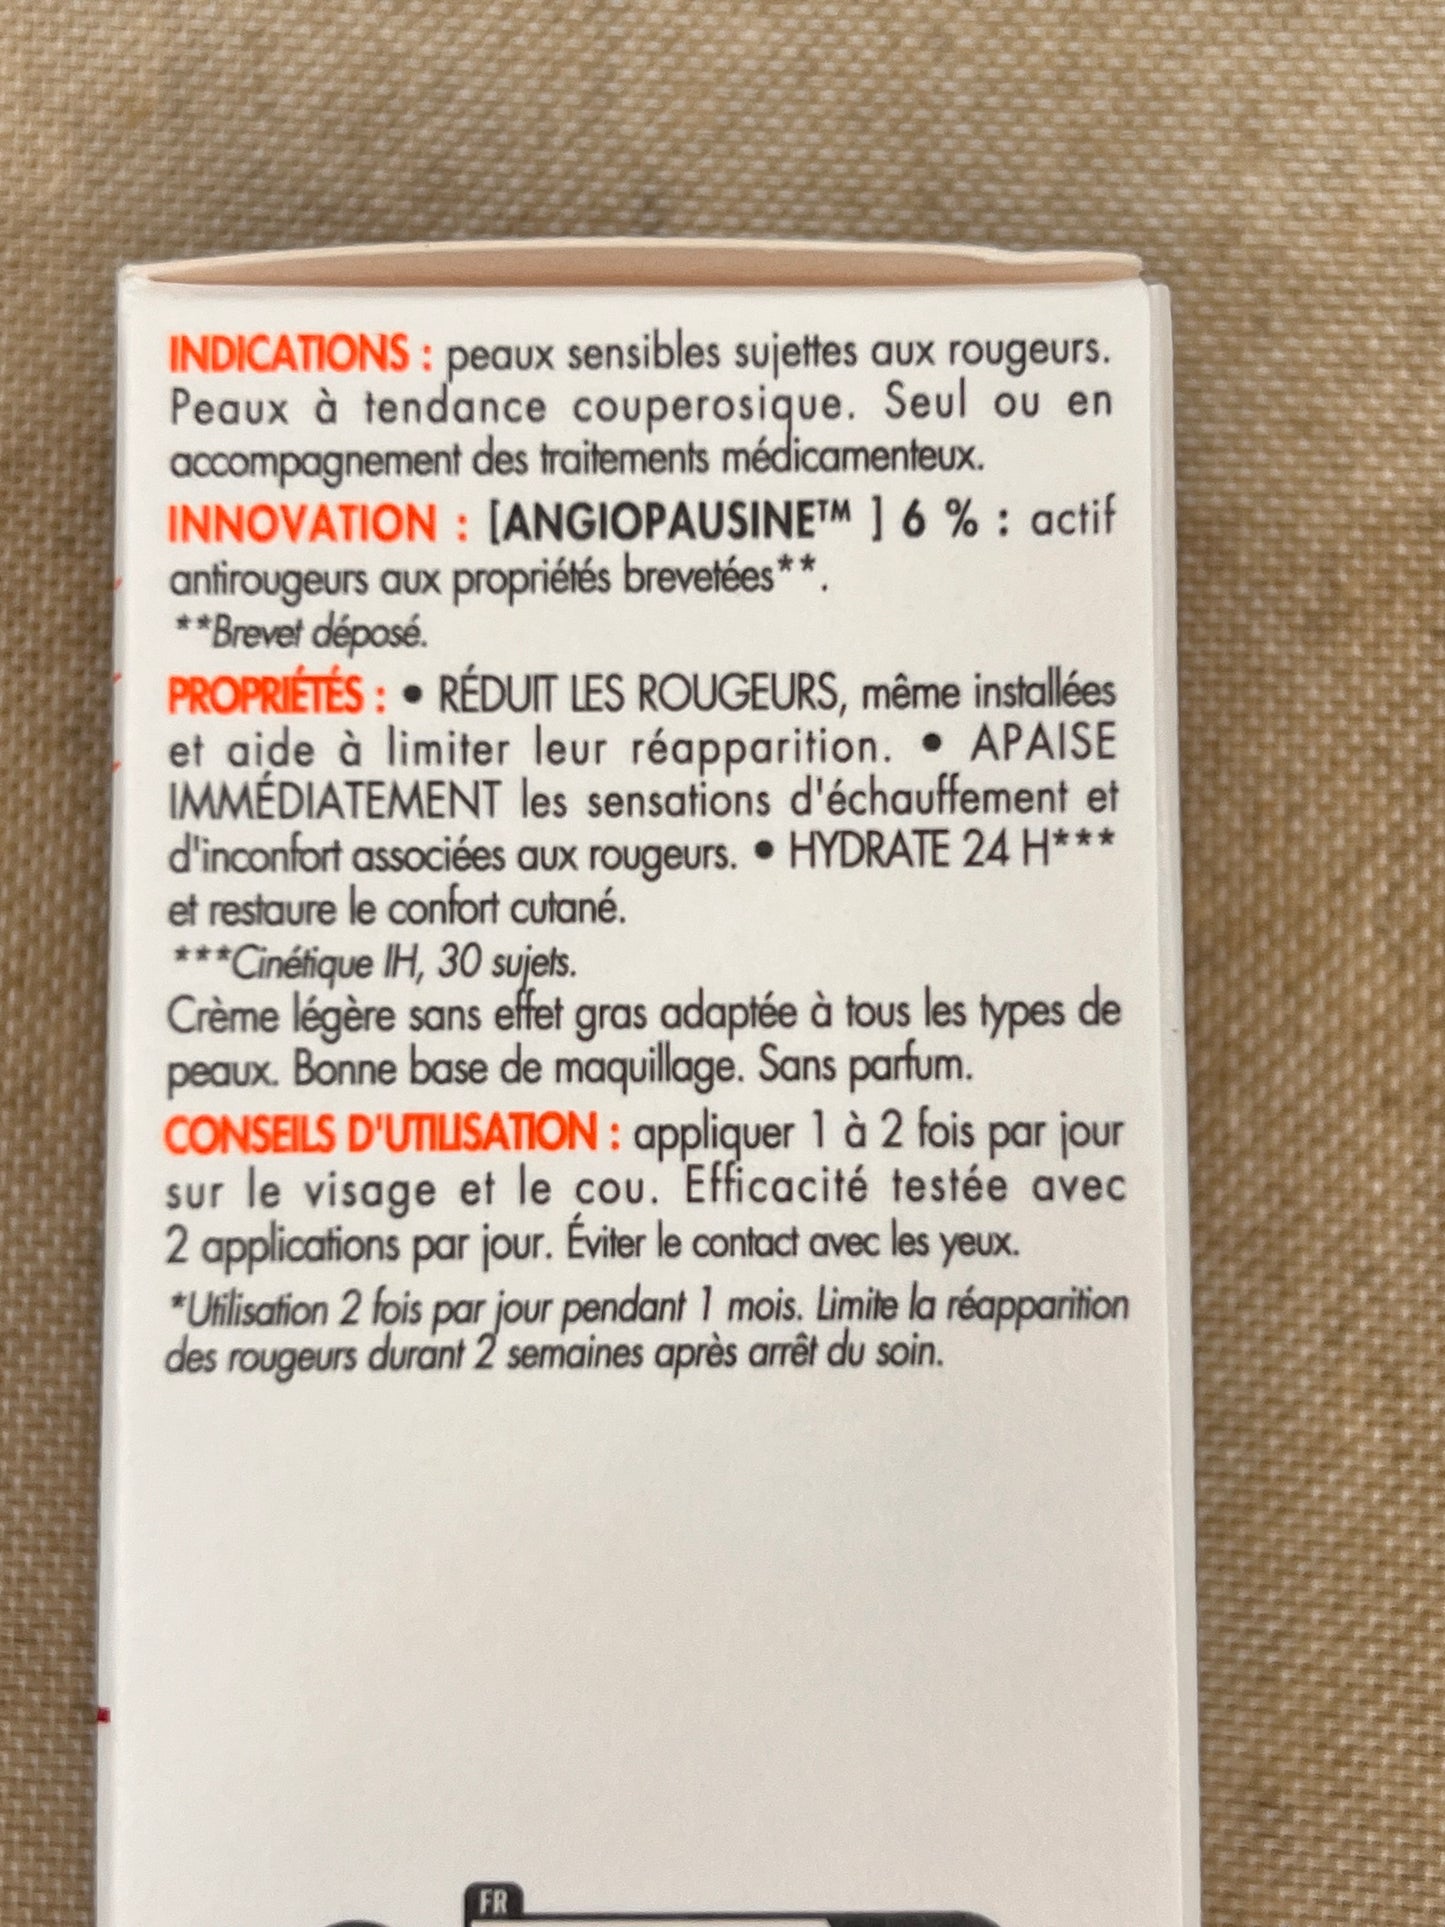 INDICATIONS : peaux sensibles sujettes aux rougeurs.
Peaux à tendance couperosique. Seul ou en
accompagnement des traitements médicamenteux.
INNOVATION : [ANGIOPAUSINE™ ] 6 % : actif
antirougeurs aux propriétés brevetées**.
**Brevet déposé.
PROPRIÉTÉS : • RÉDUIT LES ROUGEURS, même installées
et aide à limiter leur réapparition. • APAISE
IMMÉDIATEMENT les sensations d'échauffement et
d'inconfort associées aux rougeurs. • HYDRATE 24 H***
et restaure le confort cutané.
***Cinétique IH, 30 sujets.
Crème légère sans effet gras adaptée à tous les types de
peaux. Bonne base de maquillage. Sans parfum.
CONSEILS D'UTILISATION : appliquer 1 à 2 fois par jour
sur le visage et le cou. Efficacité testée avec
2 applications par jour. Éviter le contact avec les yeux.
*Utilisation 2 fois par jour pendant 1 mois. Limite la réapparition
des rougeurs durant 2 semaines après arrêt du soin.
FR